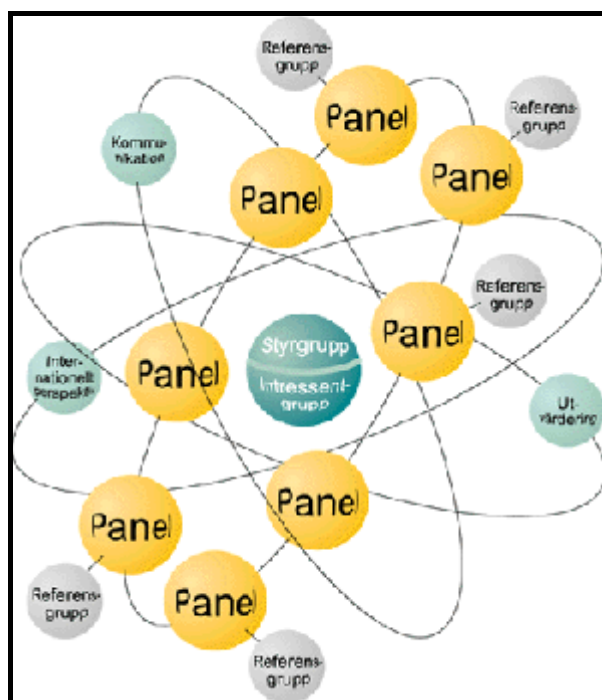 Referens-
grupp
Panel
Referens-
grupp
Kommu-
nikation
Panel
Panel
Referens-
grupp
Panel
Styrgrupp
Intressent-
grupp
Inter-
nationellt
perspektiv
Panel
Ut-
värdering
Panel
Panel
Referens-
grupp
Panel
Referens-
grupp